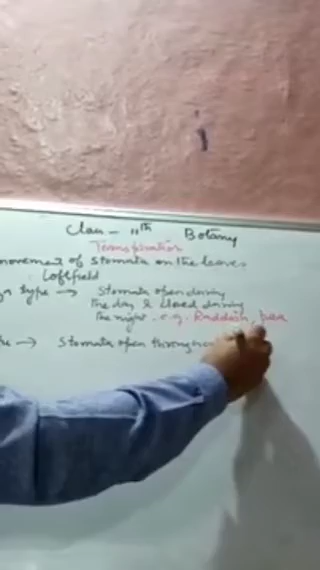 Class - 11th Botany
Transpiration
movement of stomata on the leaves
Loftfield
type → Stomata open during
the day & closed during
the night. e.g. Raddish, pea
→ Stomata open through